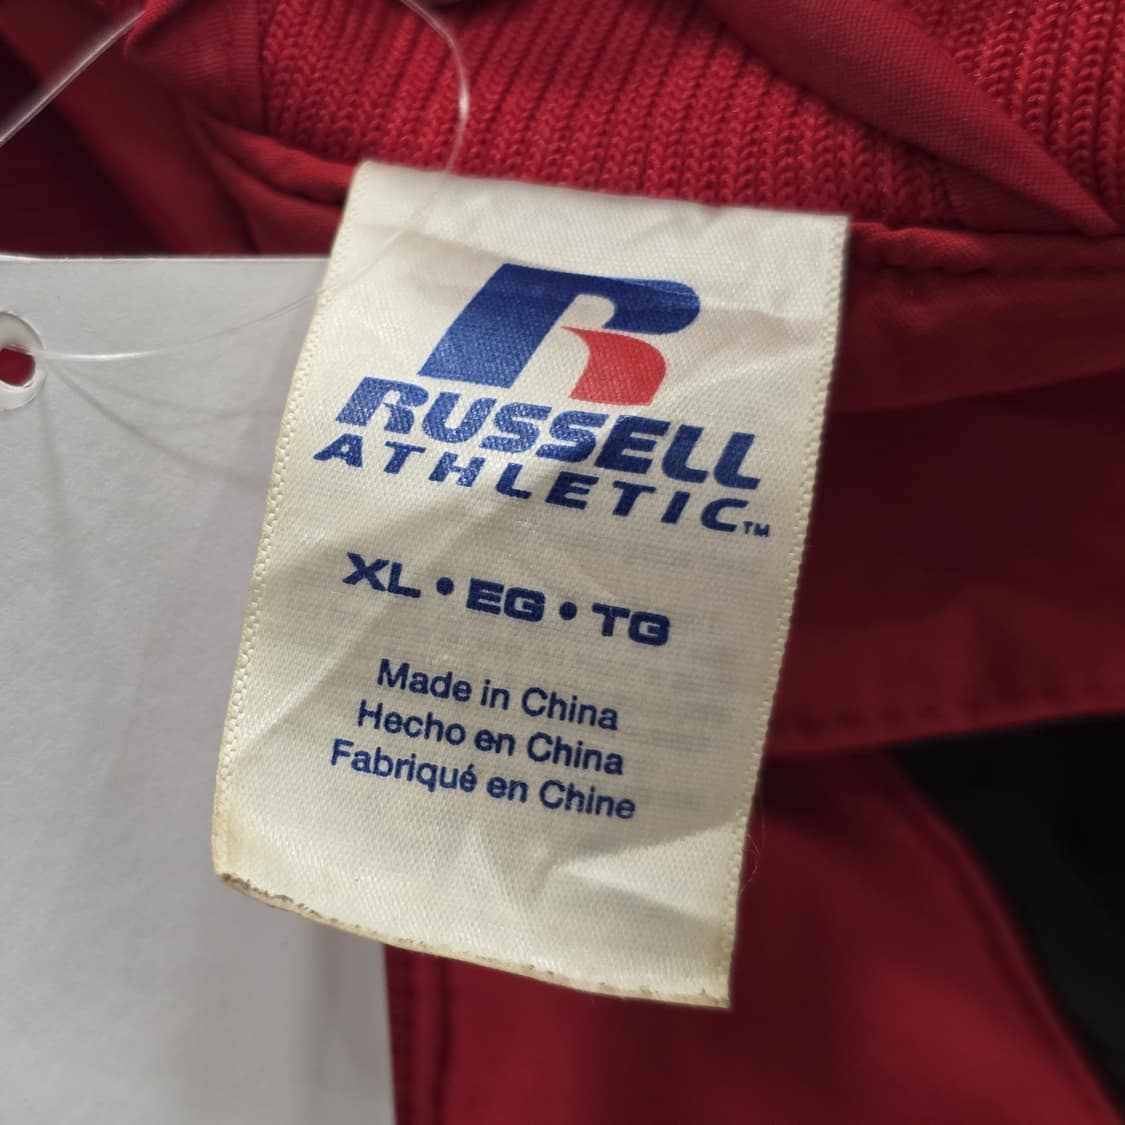 R
RUSSELL
ATHLETIC™
XL • EG • TG
Made in China
Hecho en China
Fabriqué en Chine